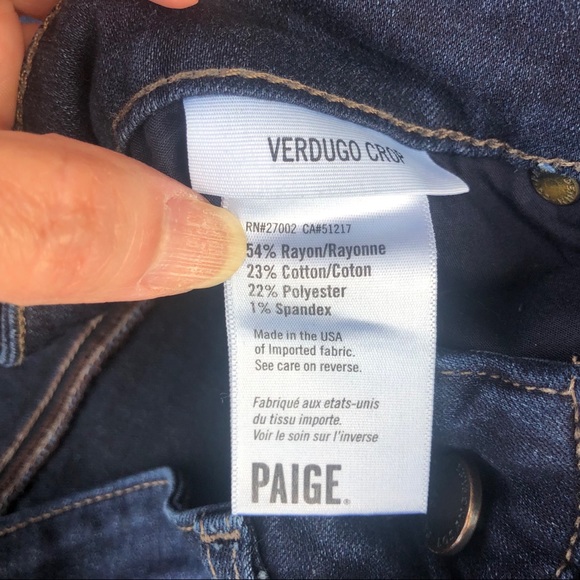 VERDUGO CROP
RN#27002 CA#51217
54% Rayon/Rayonne
23% Cotton/Coton
22% Polyester
1% Spandex
Made in the USA
of Imported fabric.
See care on reverse.
Fabriqué aux etats-unis
du tissu importe.
Voir le soin sur l'inverse
PAIGE